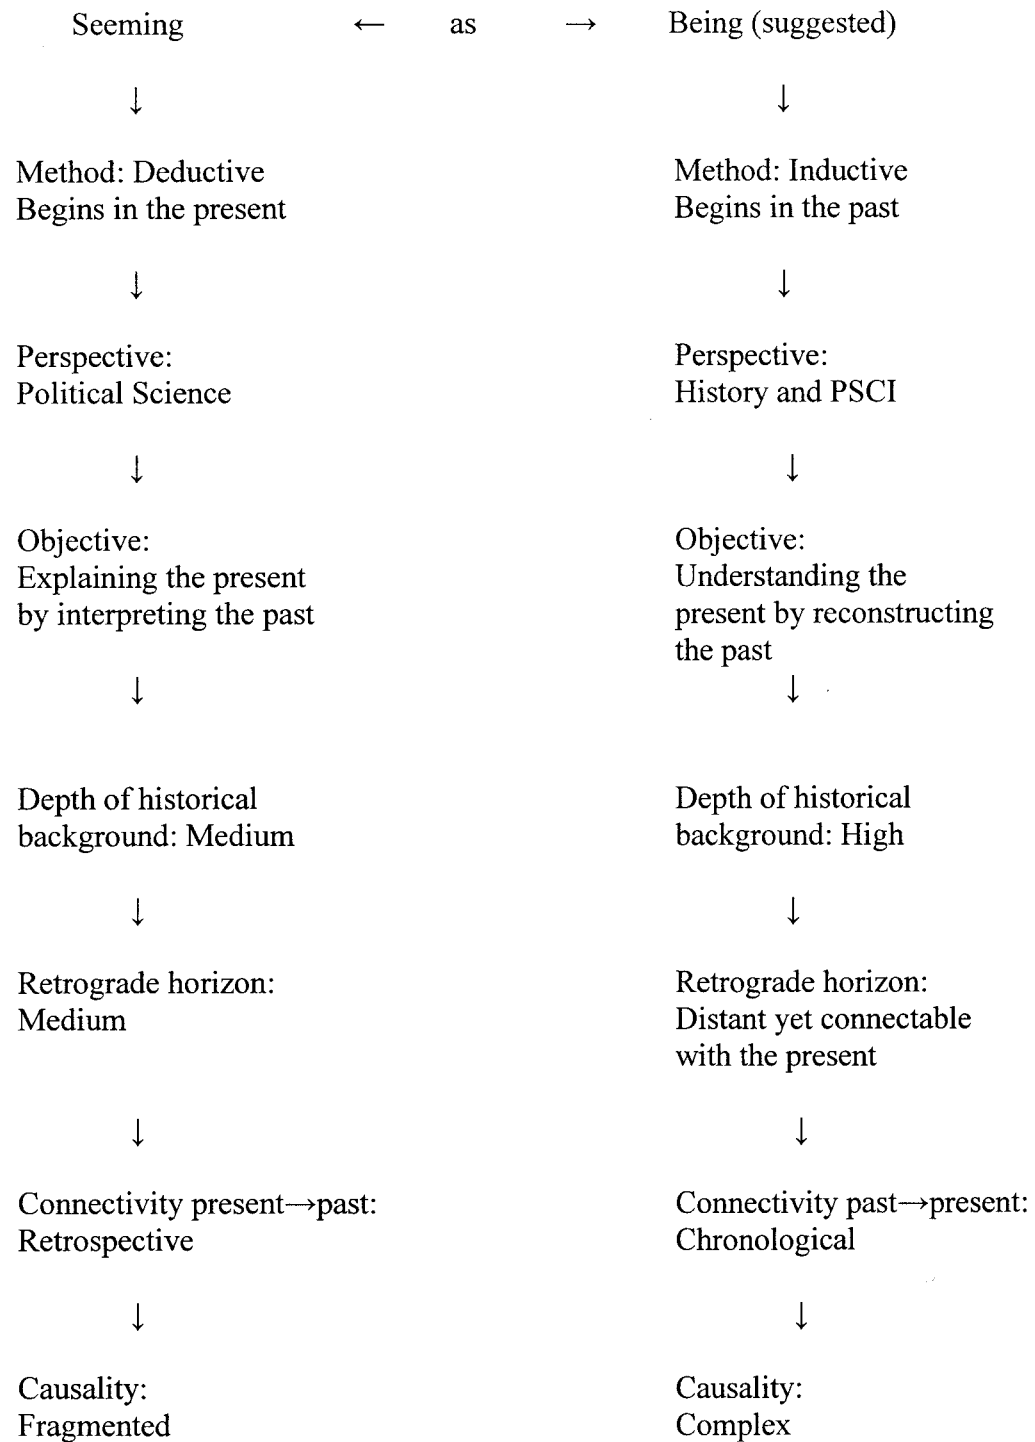 Seeming ← as → Being (suggested)
↓ ↓
Method: Deductive
Begins in the present
Method: Inductive
Begins in the past
↓ ↓
Perspective:
Political Science
Perspective:
History and PSCI
↓ ↓
Objective:
Explaining the present
by interpreting the past
Objective:
Understanding the
present by reconstructing
the past
↓ ↓
Depth of historical
background: Medium
Depth of historical
background: High
↓ ↓
Retrograde horizon:
Medium
Retrograde horizon:
Distant yet connectable
with the present
↓ ↓
Connectivity present→past:
Retrospective
Connectivity past→present:
Chronological
↓ ↓
Causality:
Fragmented
Causality:
Complex